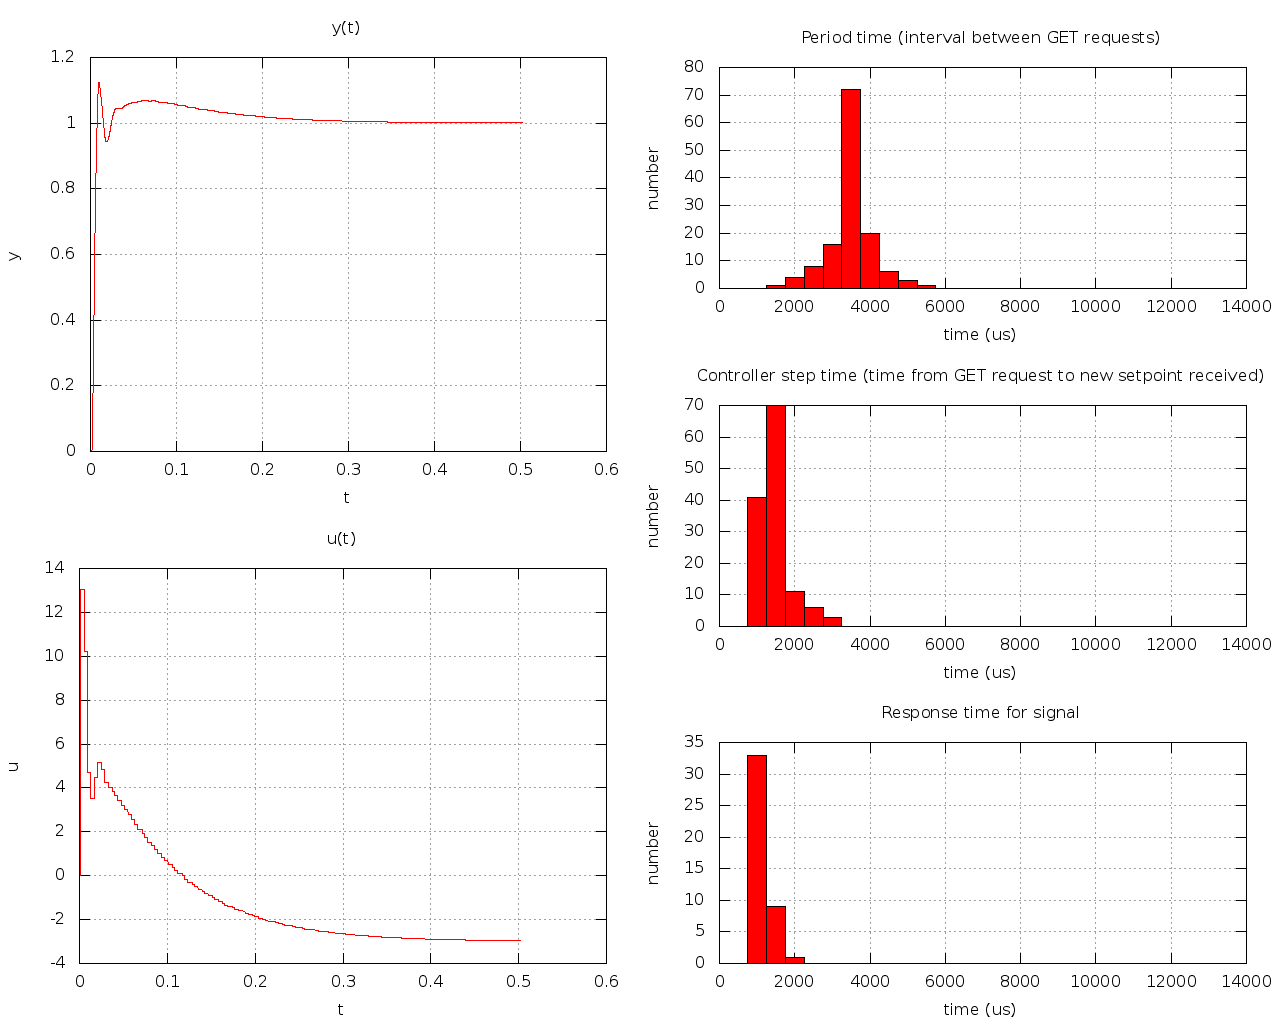 y(t)
1.2
1
0.8
0.6
0.4
0.2
0
y
0 0.1 0.2 0.3 0.4 0.5 0.6
t
u(t)
14
12
10
8
6
4
2
0
-2
-4
u
0 0.1 0.2 0.3 0.4 0.5 0.6
t
Period time (interval between GET requests)
80
70
60
50
40
30
20
10
0
number
0 2000 4000 6000 8000 10000 12000 14000
time (us)
Controller step time (time from GET request to new setpoint received)
70
60
50
40
30
20
10
0
number
0 2000 4000 6000 8000 10000 12000 14000
time (us)
Response time for signal
35
30
25
20
15
10
5
0
number
0 2000 4000 6000 8000 10000 12000 14000
time (us)